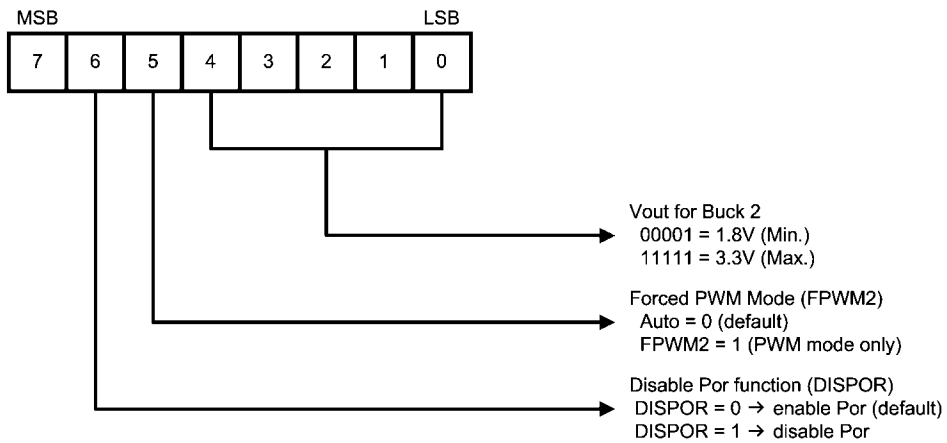 MSB LSB
7 6 5 4 3 2 1 0
Vout for Buck 2
00001 = 1.8V (Min.)
11111 = 3.3V (Max.)
Forced PWM Mode (FPWM2)
Auto = 0 (default)
FPWM2 = 1 (PWM mode only)
Disable Por function (DISPOR)
DISPOR = 0 → enable Por (default)
DISPOR = 1 → disable Por